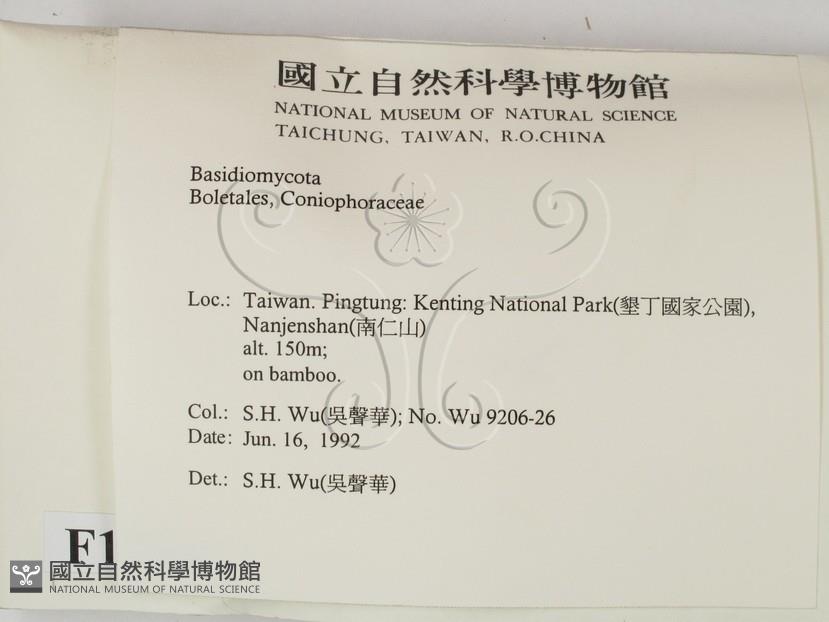 國立自然科學博物館
NATIONAL MUSEUM OF NATURAL SCIENCE
TAICHUNG, TAIWAN, R.O.CHINA
Basidiomycota
Boletales, Coniophoraceae
Loc.: Taiwan. Pingtung: Kenting National Park(墾丁國家公園),
Nanjenshan(南仁山)
alt. 150m;
on bamboo.
Col.: S.H. Wu(吳聲華); No. Wu 9206-26
Date: Jun. 16, 1992
Det.: S.H. Wu(吳聲華)
F1
國立自然科學博物館
NATIONAL MUSEUM OF NATURAL SCIENCE